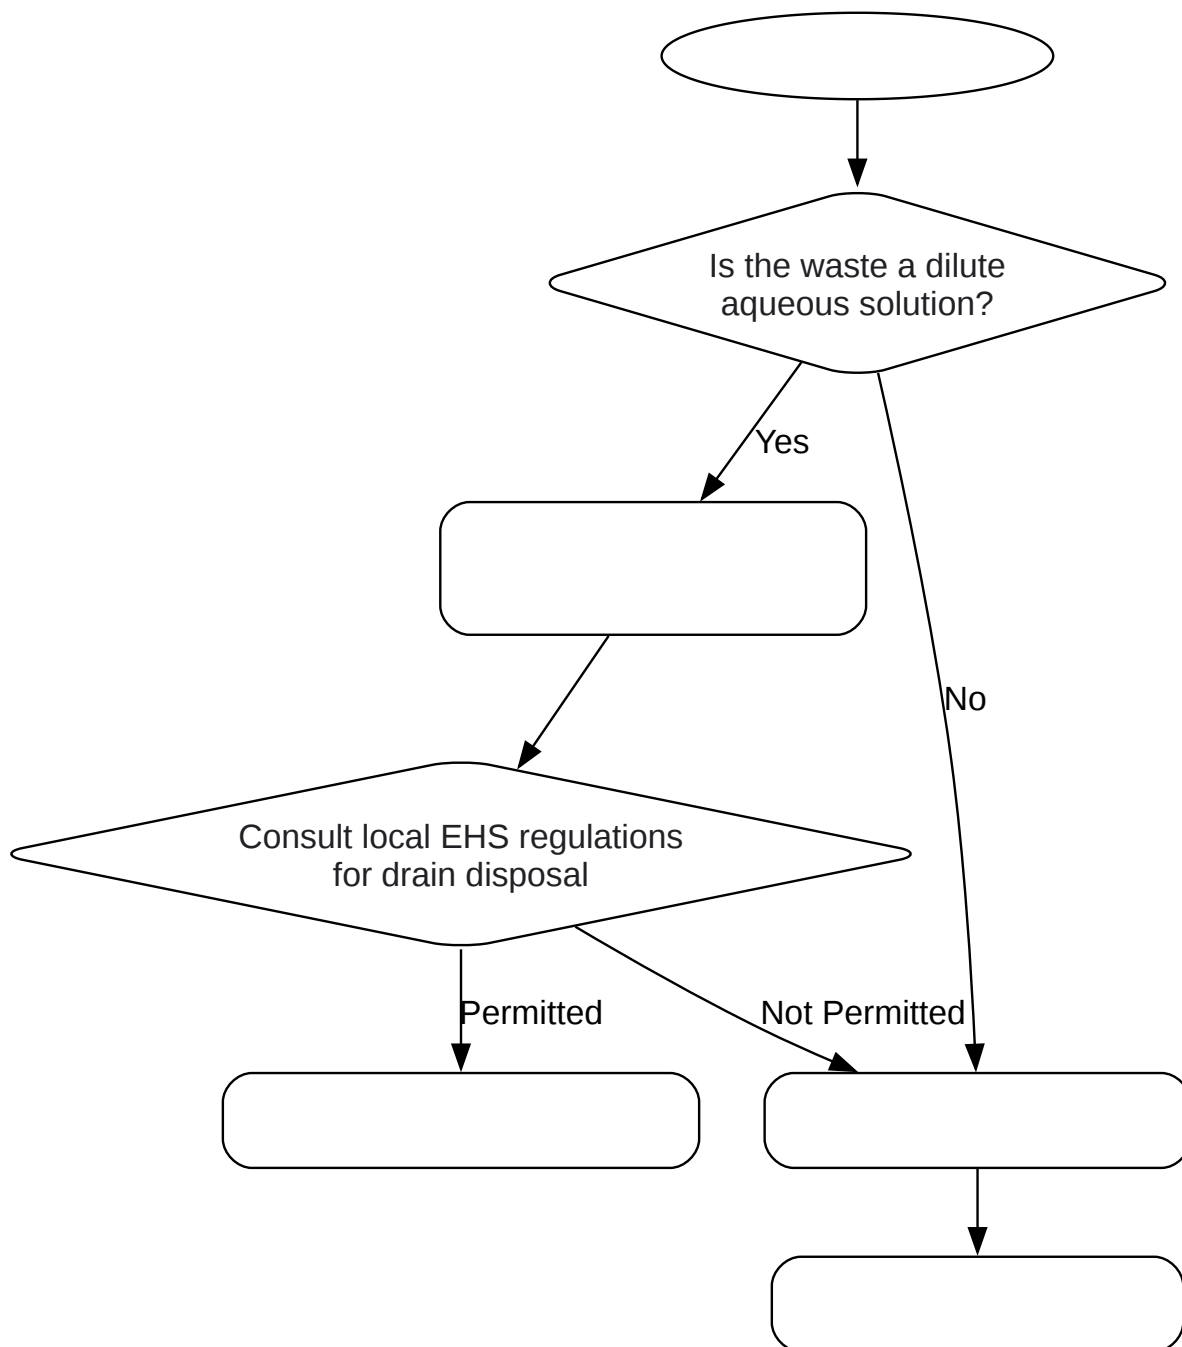 Is the waste a dilute
aqueous solution?
Yes
No
Consult local EHS regulations
for drain disposal
Permitted
Not Permitted